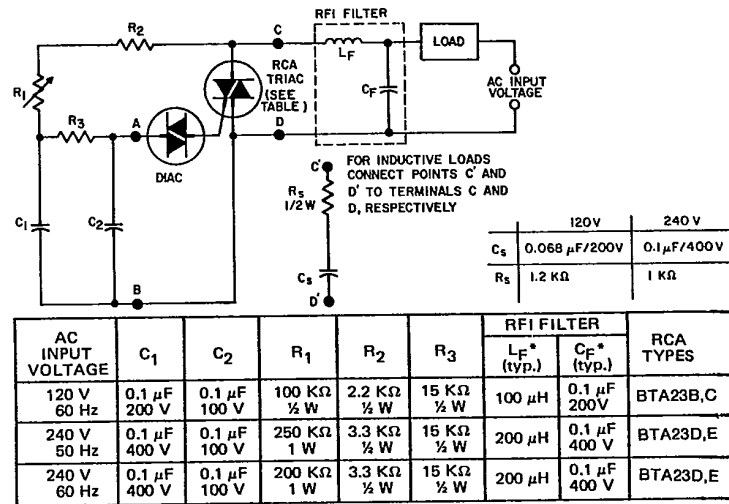 RFI FILTER
R2
C
LF
LOAD
R1
RCA
TRIAC
(SEE
TABLE)
CF
AC INPUT
VOLTAGE
R3
A
D
DIAC
C1
C2
C'
FOR INDUCTIVE LOADS
CONNECT POINTS C' AND
D' TO TERMINALS C AND
D, RESPECTIVELY
RS
1/2 W
CS
D'
B
120V 240 V
CS 0.068 μF/200V 0.1μF/400V
RS 1.2 KΩ 1 KΩ
AC
INPUT
VOLTAGE
C1
C2
R1
R2
R3
RFI FILTER
LF*
(typ.)
CF*
(typ.)
RCA
TYPES
120 V 0.1 μF 0.1 μF 100 KΩ 2.2 KΩ 15 KΩ 100 μH 0.1 μF BTA23B,C
60 Hz 200 V 100 V ½ W ½ W ½ W 200V
240 V 0.1 μF 0.1 μF 250 KΩ 3.3 KΩ 15 KΩ 200 μH 0.1 μF BTA23D,E
50 Hz 400 V 100 V 1 W ½ W ½ W 400 V
240 V 0.1 μF 0.1 μF 200 KΩ 3.3 KΩ 15 KΩ 200 μH 0.1 μF BTA23D,E
60 Hz 400 V 100 V 1 W ½ W ½ W 400 V